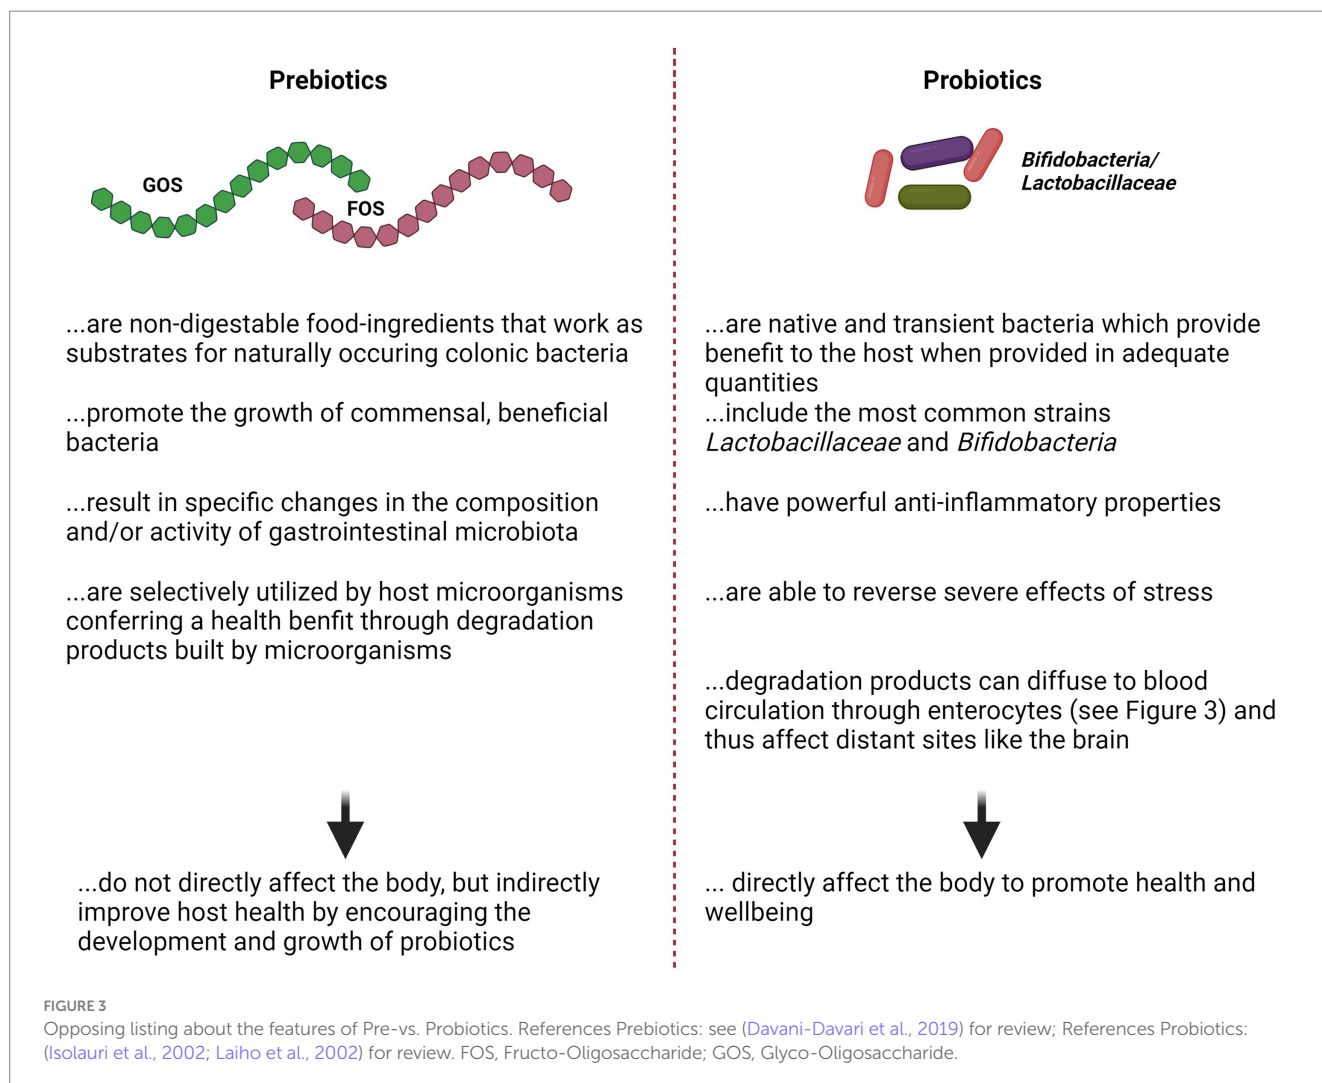 Prebiotics
GOS
FOS
...are non-digestable food-ingredients that work as
substrates for naturally occuring colonic bacteria
...promote the growth of commensal, beneficial
bacteria
...result in specific changes in the composition
and/or activity of gastrointestinal microbiota
...are selectively utilized by host microorganisms
conferring a health benfit through degradation
products built by microorganisms
...do not directly affect the body, but indirectly
improve host health by encouraging the
development and growth of probiotics
Probiotics
Bifidobacteria/
Lactobacillaceae
...are native and transient bacteria which provide
benefit to the host when provided in adequate
quantities
...include the most common strains
Lactobacillaceae and Bifidobacteria
...have powerful anti-inflammatory properties
...are able to reverse severe effects of stress
...degradation products can diffuse to blood
circulation through enterocytes (see Figure 3) and
thus affect distant sites like the brain
... directly affect the body to promote health and
wellbeing
FIGURE 3
Opposing listing about the features of Pre-vs. Probiotics. References Prebiotics: see (Davani-Davari et al., 2019) for review; References Probiotics:
(Isolauri et al., 2002; Laiho et al., 2002) for review. FOS, Fructo-Oligosaccharide; GOS, Glyco-Oligosaccharide.